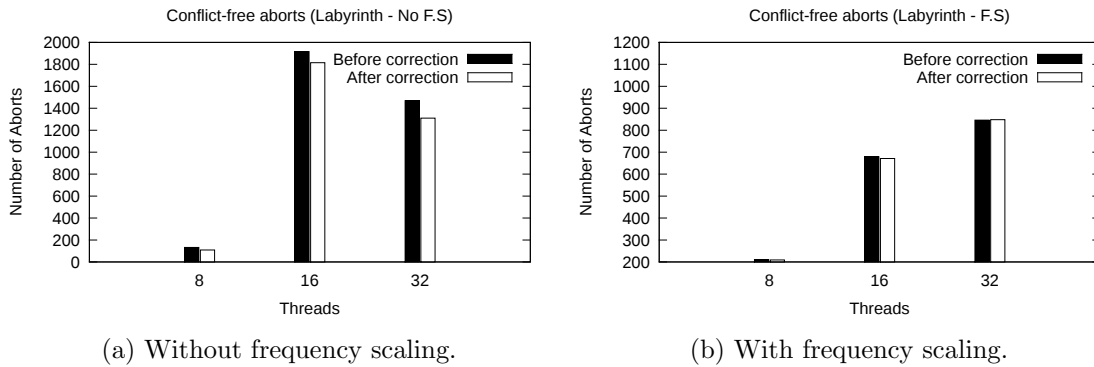 Conflict-free aborts (Labyrinth - No F.S)
Number of Aborts
2000
1800
1600
1400
1200
1000
800
600
400
200
0
Before correction
After correction
8 16 32
Threads
(a) Without frequency scaling.
Conflict-free aborts (Labyrinth - F.S)
Number of Aborts
1200
1100
1000
900
800
700
600
500
400
300
200
Before correction
After correction
8 16 32
Threads
(b) With frequency scaling.